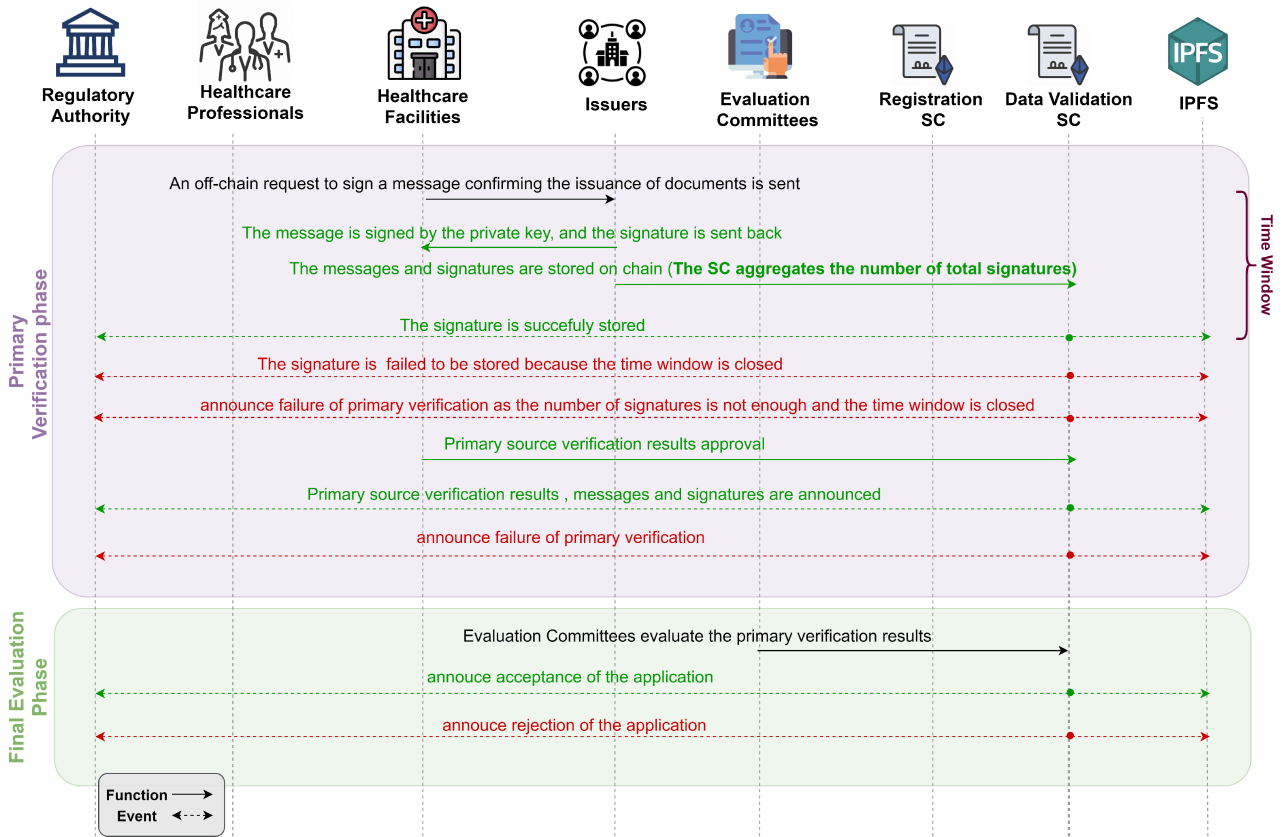 Regulatory
Authority
Healthcare
Professionals
Healthcare
Facilities
Issuers
Evaluation
Committees
Registration
SC
Data Validation
SC
IPFS
IPFS
Primary
Verification phase
An off-chain request to sign a message confirming the issuance of documents is sent
The message is signed by the private key, and the signature is sent back
The messages and signatures are stored on chain (The SC aggregates the number of total signatures)
The signature is succefuly stored
Time Window
The signature is failed to be stored because the time window is closed
announce failure of primary verification as the number of signatures is not enough and the time window is closed
Primary source verification results approval
Primary source verification results , messages and signatures are announced
announce failure of primary verification
Final Evaluation
Phase
Evaluation Committees evaluate the primary verification results
annouce acceptance of the application
annouce rejection of the application
Function
Event